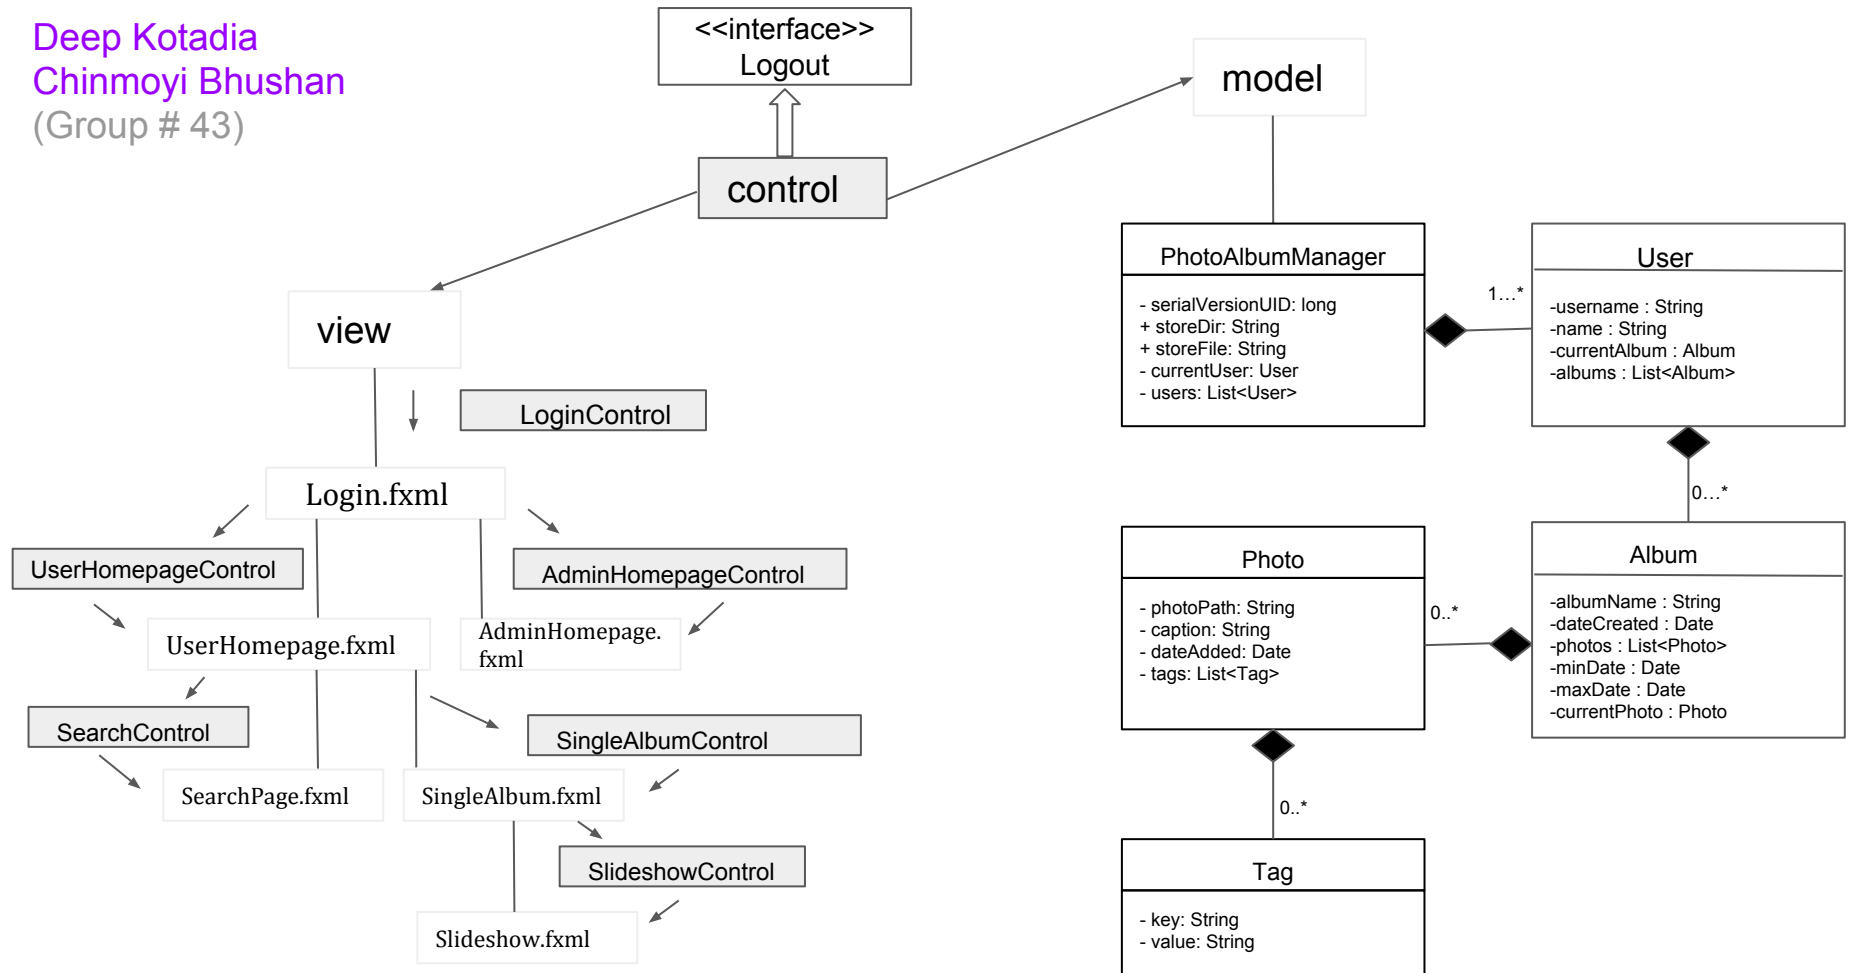 Deep Kotadia
Chinmoyi Bhushan
(Group # 43)
<<interface>>
Logout
control
model
view
LoginControl
Login.fxml
UserHomepageControl
AdminHomepageControl
UserHomepage.fxml
AdminHomepage.
fxml
SearchControl
SingleAlbumControl
SearchPage.fxml
SingleAlbum.fxml
SlideshowControl
Slideshow.fxml
PhotoAlbumManager
- serialVersionUID: long
+ storeDir: String
+ storeFile: String
- currentUser: User
- users: List<User>
1...*
User
-username : String
-name : String
-currentAlbum : Album
-albums : List<Album>
0...*
Album
-albumName : String
-dateCreated : Date
-photos : List<Photo>
-minDate : Date
-maxDate : Date
-currentPhoto : Photo
0..*
Photo
- photoPath: String
- caption: String
- dateAdded: Date
- tags: List<Tag>
0..*
Tag
- key: String
- value: String